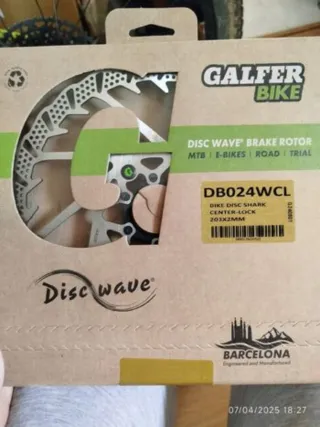 GALFER
BIKE
DISC WAVE® BRAKE ROTOR
MTB | E-BIKES | ROAD | TRIAL
DB024WCL
BIKE DISC SHARK
CENTER-LOCK
203X2MM
Disc wave®
BARCELONA
Engineered and Manufactured
07/04/2025 18:27